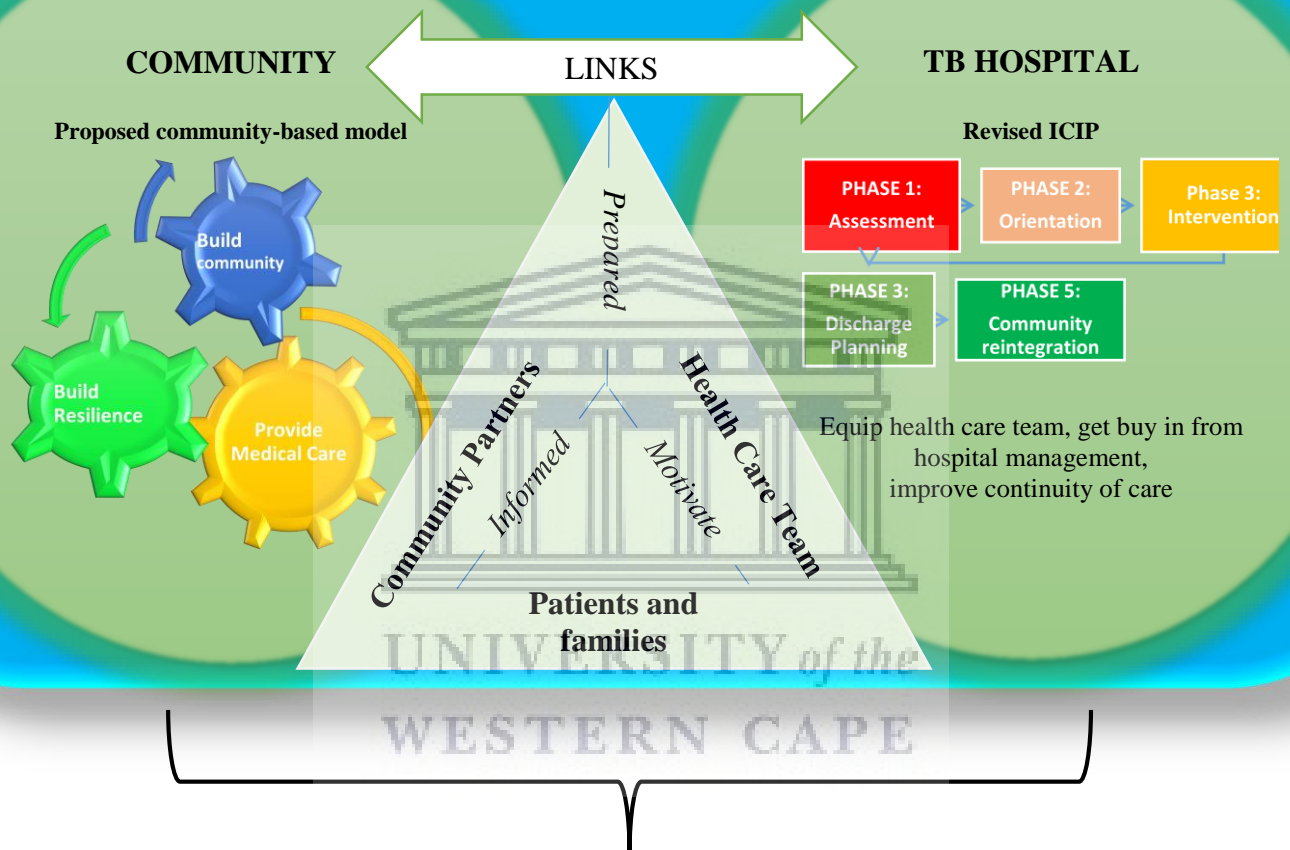 COMMUNITY
LINKS
TB HOSPITAL
Proposed community-based model
Revised ICIP
Build
community
Build
Resilience
Provide
Medical Care
Prepared
Informed
Motivate
Community Partners
Health Care Team
Patients and
families
PHASE 1:
Assessment
PHASE 2:
Orientation
Phase 3:
Intervention
PHASE 3:
Discharge
Planning
PHASE 5:
Community
reintegration
Equip health care team, get buy in from
hospital management,
improve continuity of care
UNIVERSITY of the
WESTERN CAPE